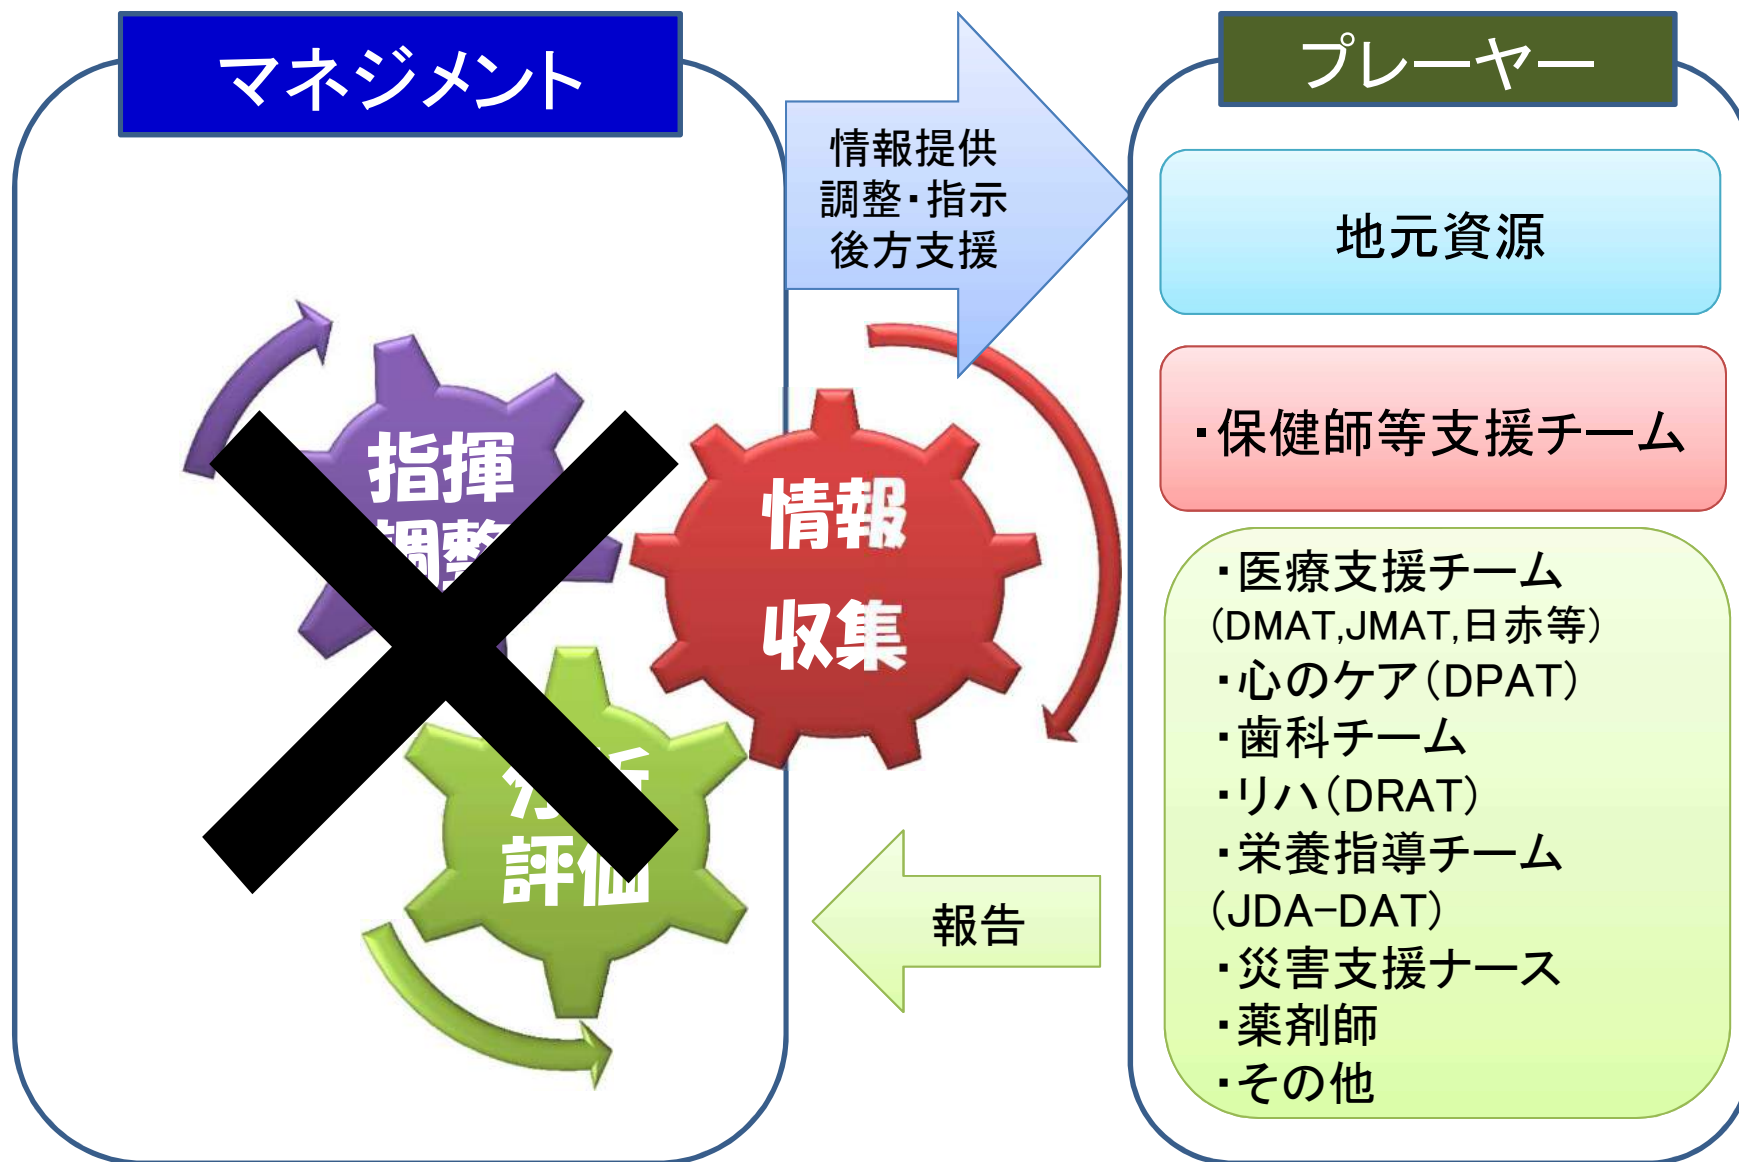 マネジメント
情報提供
調整・指示
後方支援
プレーヤー
地元資源
・保健師等支援チーム
・医療支援チーム
(DMAT,JMAT,日赤等)
・心のケア(DPAT)
・歯科チーム
・リハ(DRAT)
・栄養指導チーム
(JDA-DAT)
・災害支援ナース
・薬剤師
・その他
指揮
調整
情報
収集
評価
報告